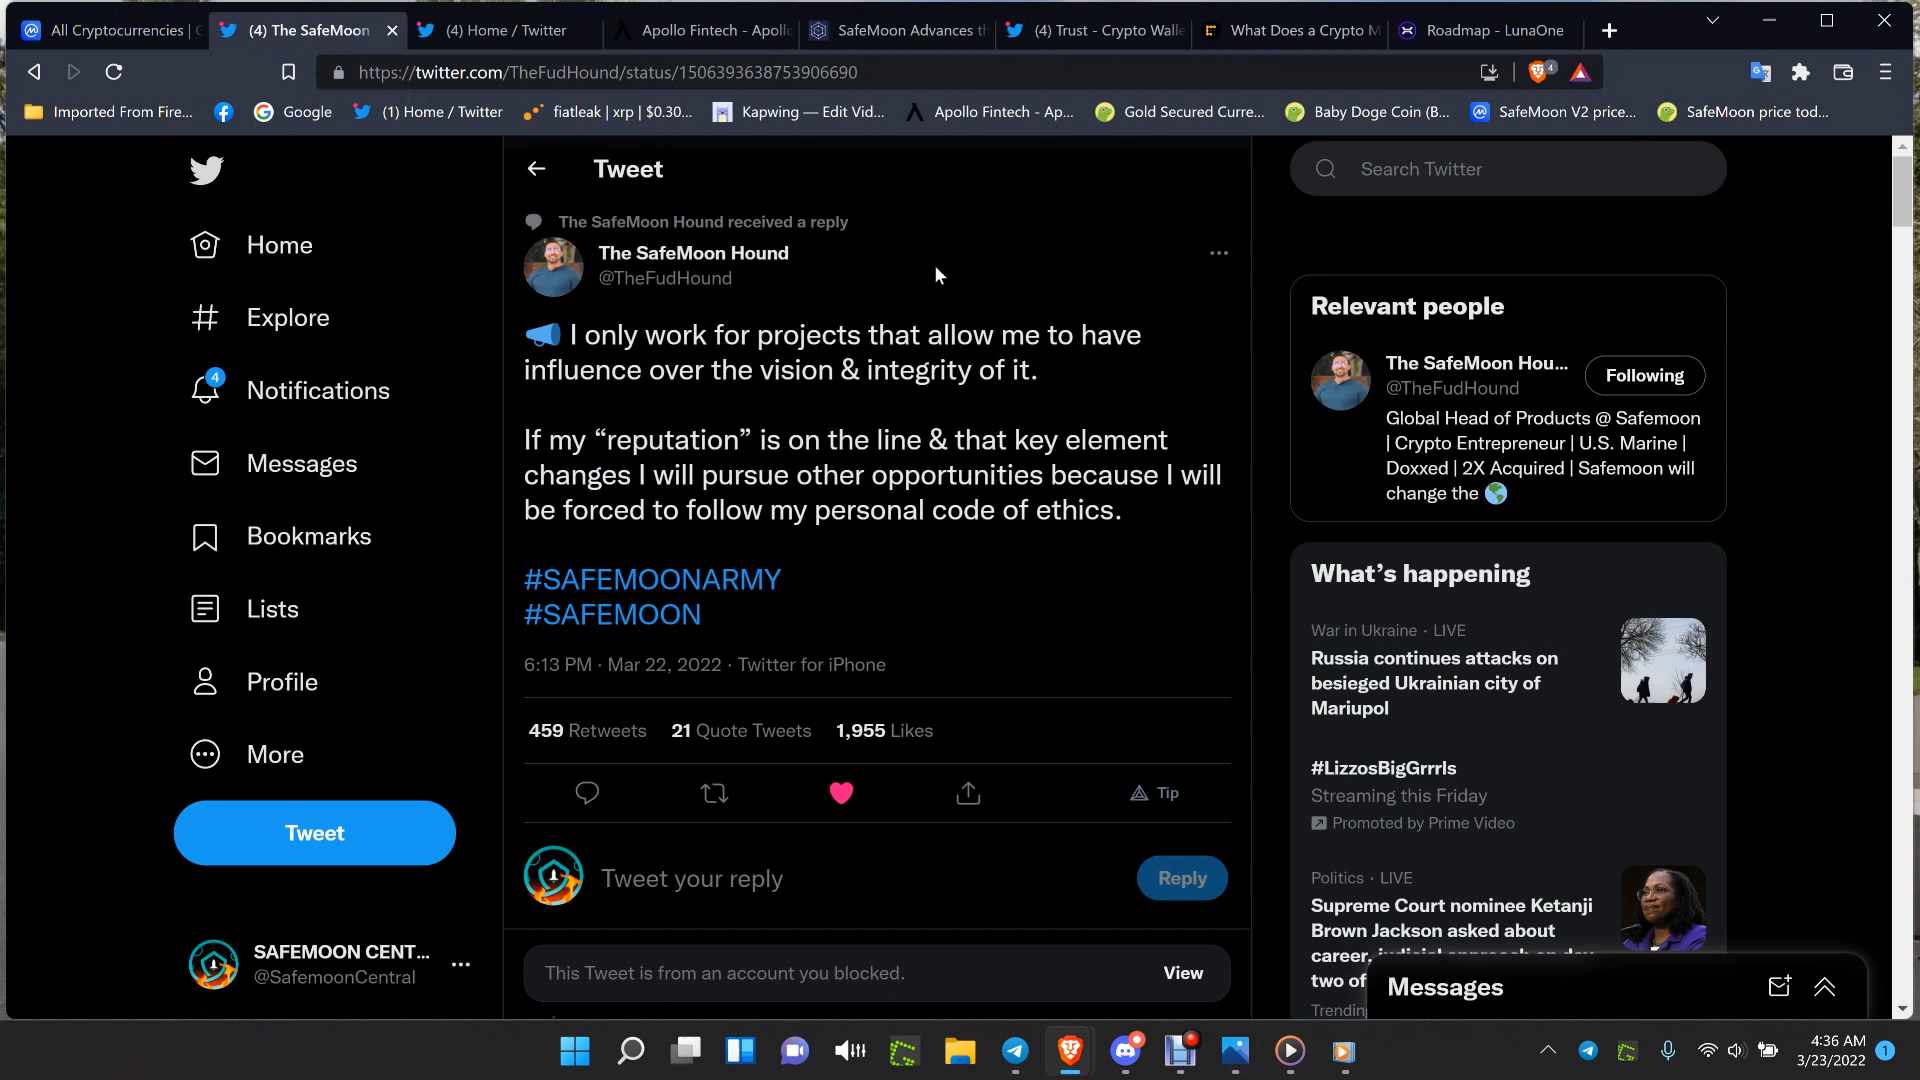 All Cryptocurrencies | C
(4) The SafeMoon
(4) Home / Twitter
Apollo Fintech - Apoll
SafeMoon Advances th
(4) Trust - Crypto Walle
What Does a Crypto M
Roadmap - LunaOne
https://twitter.com/TheFudHound/status/1506393638753906690
4
Imported From Fire...
Google
(1) Home / Twitter
fiatleak | xrp | $0.30...
Kapwing — Edit Vid...
Apollo Fintech - Ap...
Gold Secured Curre...
Baby Doge Coin (B...
SafeMoon V2 price...
SafeMoon price tod...
Home
Explore
4
Notifications
Messages
Bookmarks
Lists
Profile
More
Tweet
SAFEMOON CENT...
@SafemoonCentral
Tweet
The SafeMoon Hound received a reply
The SafeMoon Hound
@TheFudHound
I only work for projects that allow me to have
influence over the vision & integrity of it.
If my “reputation” is on the line & that key element
changes I will pursue other opportunities because I will
be forced to follow my personal code of ethics.
#SAFEMOONARMY
#SAFEMOON
6:13 PM · Mar 22, 2022 · Twitter for iPhone
459 Retweets 21 Quote Tweets 1,955 Likes
Tip
Tweet your reply
Reply
This Tweet is from an account you blocked.
View
Search Twitter
Relevant people
The SafeMoon Hou...
@TheFudHound
Following
Global Head of Products @ Safemoon
| Crypto Entrepreneur | U.S. Marine |
Doxxed | 2X Acquired | Safemoon will
change the
What's happening
War in Ukraine · LIVE
Russia continues attacks on
besieged Ukrainian city of
Mariupol
#LizzosBigGrrrls
Streaming this Friday
Promoted by Prime Video
Politics · LIVE
Supreme Court nominee Ketanji
Brown Jackson asked about
career,
two of
Trending
Messages
4:36 AM
3/23/2022
1